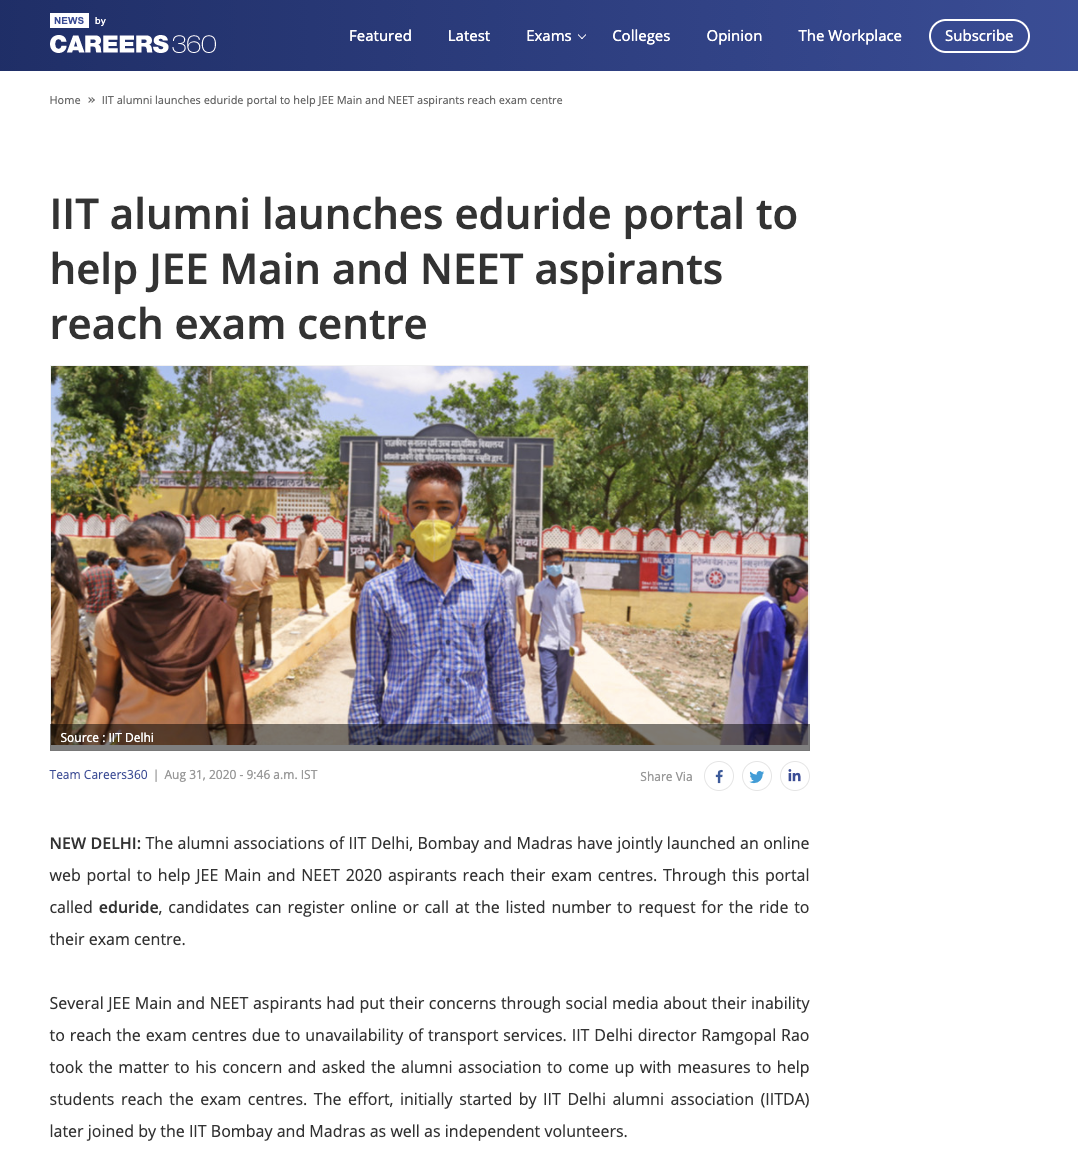 NEWS by
CAREERS360
Featured
Latest
Exams
Colleges
Opinion
The Workplace
Subscribe
Home » IIT alumni launches eduride portal to help JEE Main and NEET aspirants reach exam centre
IIT alumni launches eduride portal to
help JEE Main and NEET aspirants
reach exam centre
Source : IIT Delhi
Team Careers360 | Aug 31, 2020 - 9:46 a.m. IST
Share Via
NEW DELHI: The alumni associations of IIT Delhi, Bombay and Madras have jointly launched an online
web portal to help JEE Main and NEET 2020 aspirants reach their exam centres. Through this portal
called eduride, candidates can register online or call at the listed number to request for the ride to
their exam centre.
Several JEE Main and NEET aspirants had put their concerns through social media about their inability
to reach the exam centres due to unavailability of transport services. IIT Delhi director Ramgopal Rao
took the matter to his concern and asked the alumni association to come up with measures to help
students reach the exam centres. The effort, initially started by IIT Delhi alumni association (IITDA)
later joined by the IIT Bombay and Madras as well as independent volunteers.